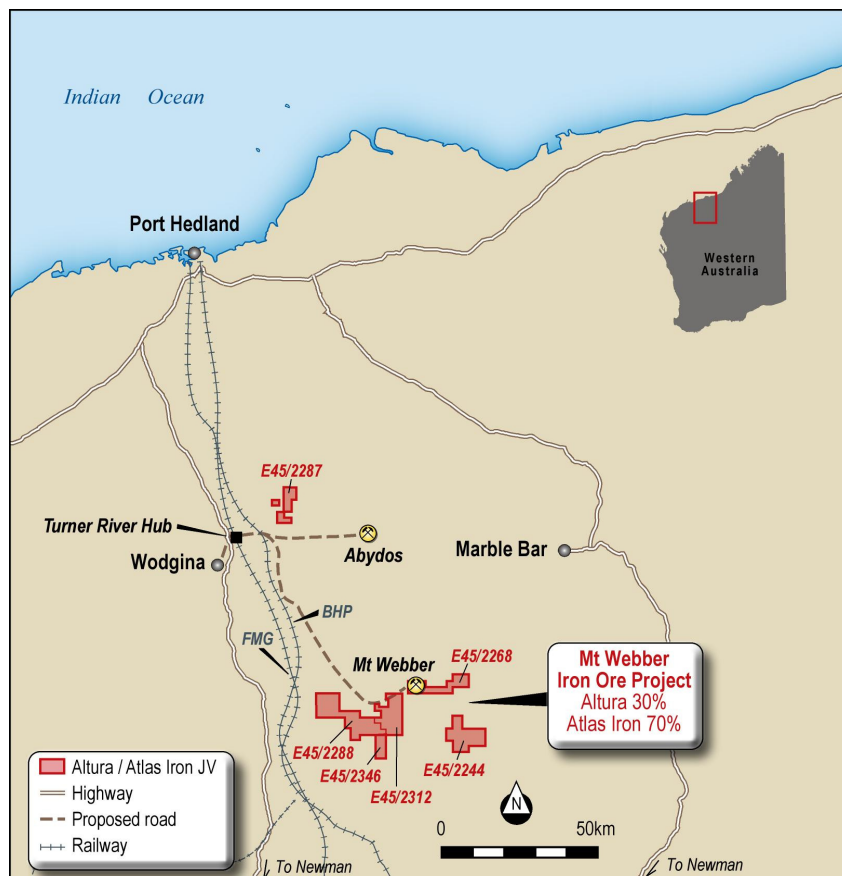 Indian Ocean
Port Hedland
Western
Australia
E45/2287
Turner River Hub
Abydos
Marble Bar
Wodgina
BHP
FMG
Mt Webber
E45/2268
Mt Webber
Iron Ore Project
Altura 30%
Atlas Iron 70%
E45/2288
E45/2346
E45/2312
E45/2244
Altura / Atlas Iron JV
Highway
Proposed road
Railway
N
0 50km
To Newman
To Newman